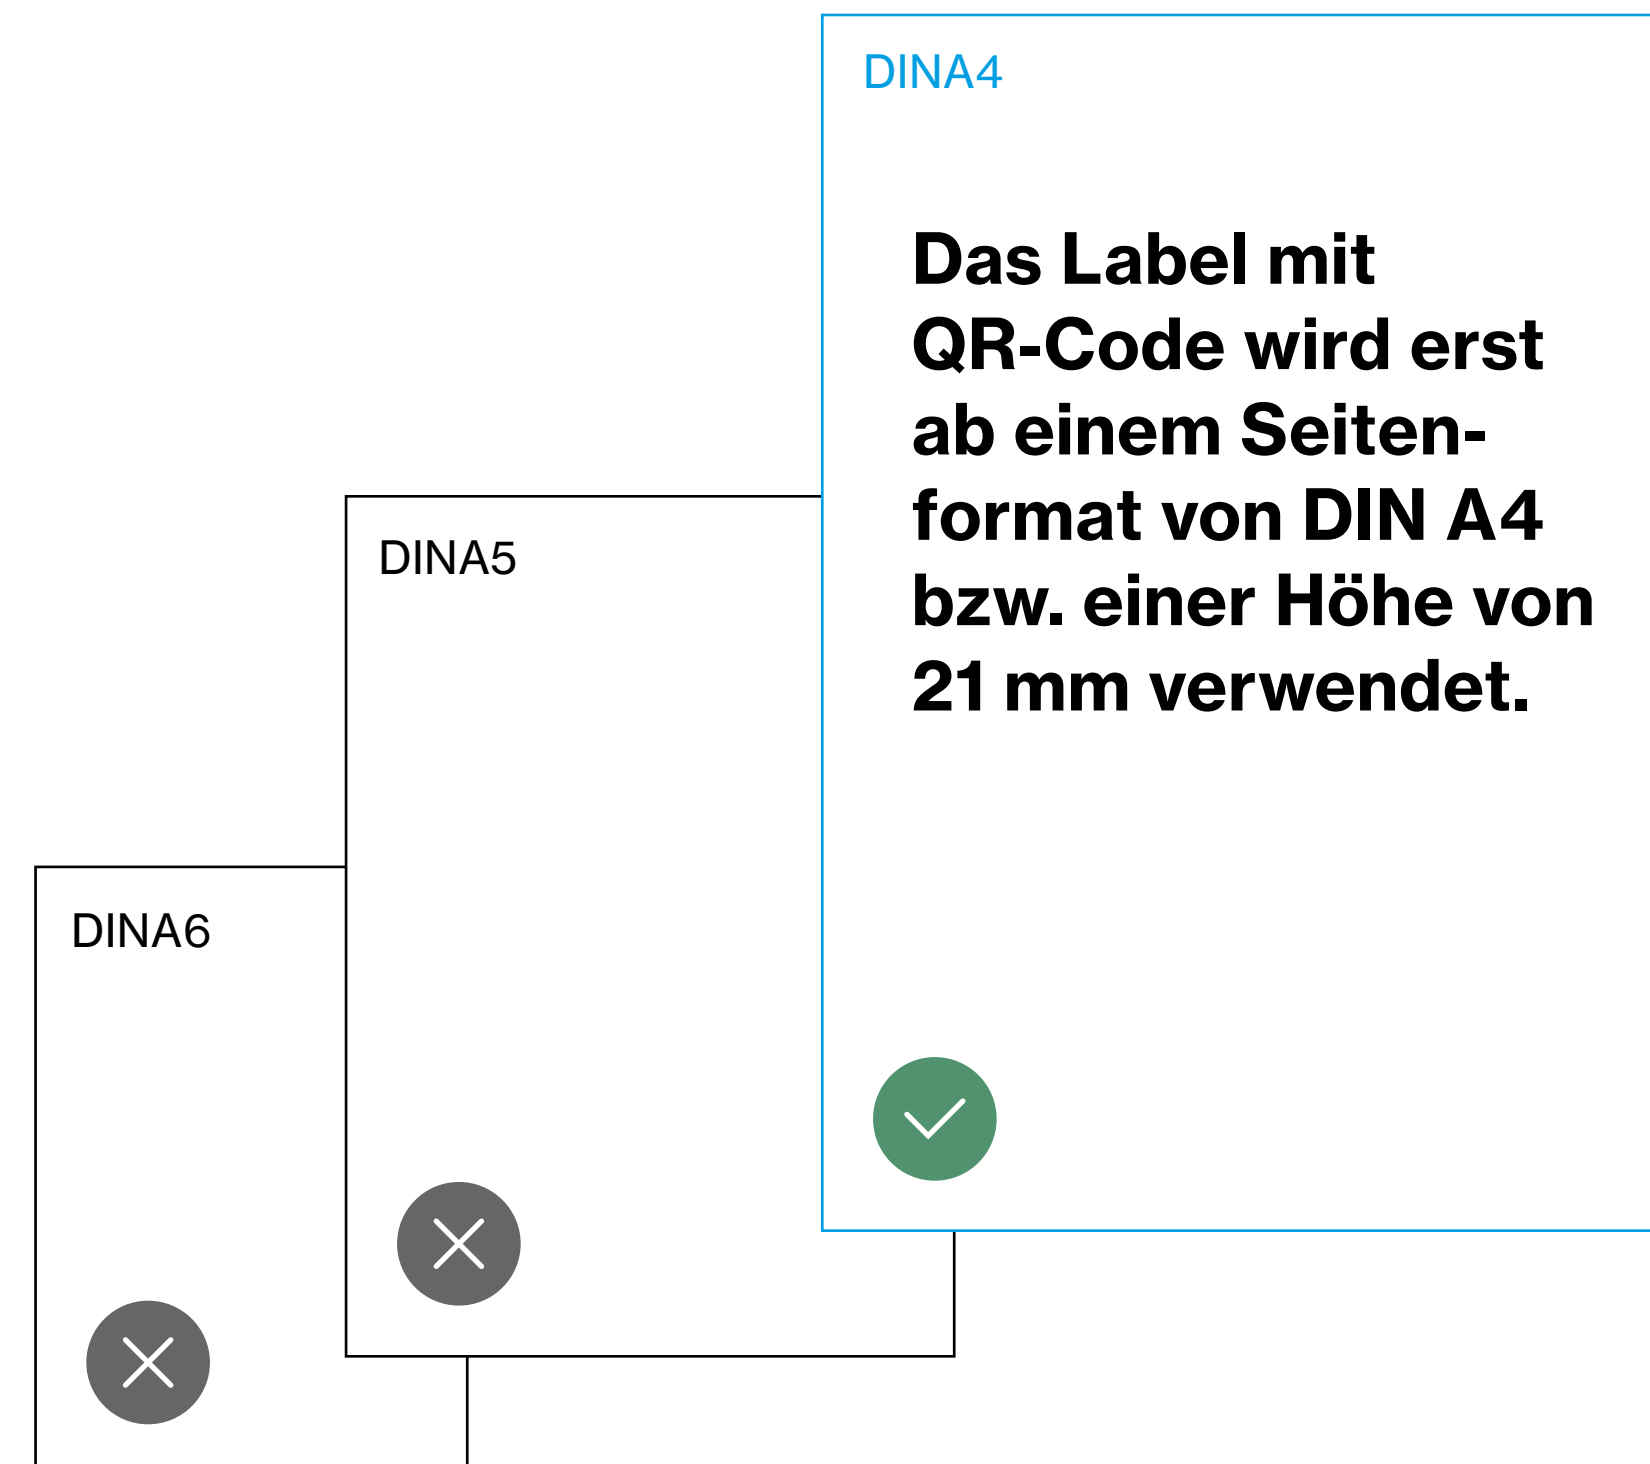 DINA4
Das Label mit
QR-Code wird erst
ab einem Seiten-
format von DIN A4
bzw. einer Höhe von
21 mm verwendet.
DINA5
DINA6